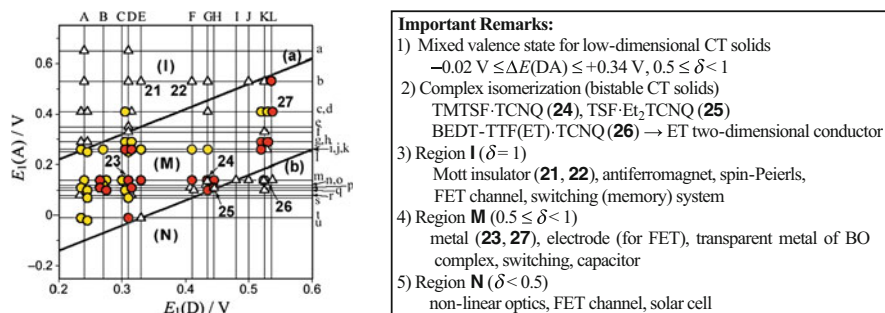 A B C D E F G H I J K L
E₁(A) / V
0.6
0.4
0.2
0
−0.2
0.2 0.3 0.4 0.5 0.6
E₁(D) / V
(I)
(a)
21 22
27
(M)
23
24
(b)
25
26
(N)
a
b
c,d
e
f
g,h
i,j,k
l
m n,o
p
q
r
s
t
u
Important Remarks:
1) Mixed valence state for low-dimensional CT solids
−0.02 V ≤ΔE(DA) ≤ +0.34 V, 0.5 ≤ δ < 1
2) Complex isomerization (bistable CT solids)
TMTSF·TCNQ (24), TSF·Et₂TCNQ (25)
BEDT-TTF(ET)·TCNQ (26) → ET two-dimensional conductor
3) Region I (δ = 1)
Mott insulator (21, 22), antiferromagnet, spin-Peierls,
FET channel, switching (memory) system
4) Region M (0.5 ≤ δ < 1)
metal (23, 27), electrode (for FET), transparent metal of BO
complex, switching, capacitor
5) Region N (δ < 0.5)
non-linear optics, FET channel, solar cell